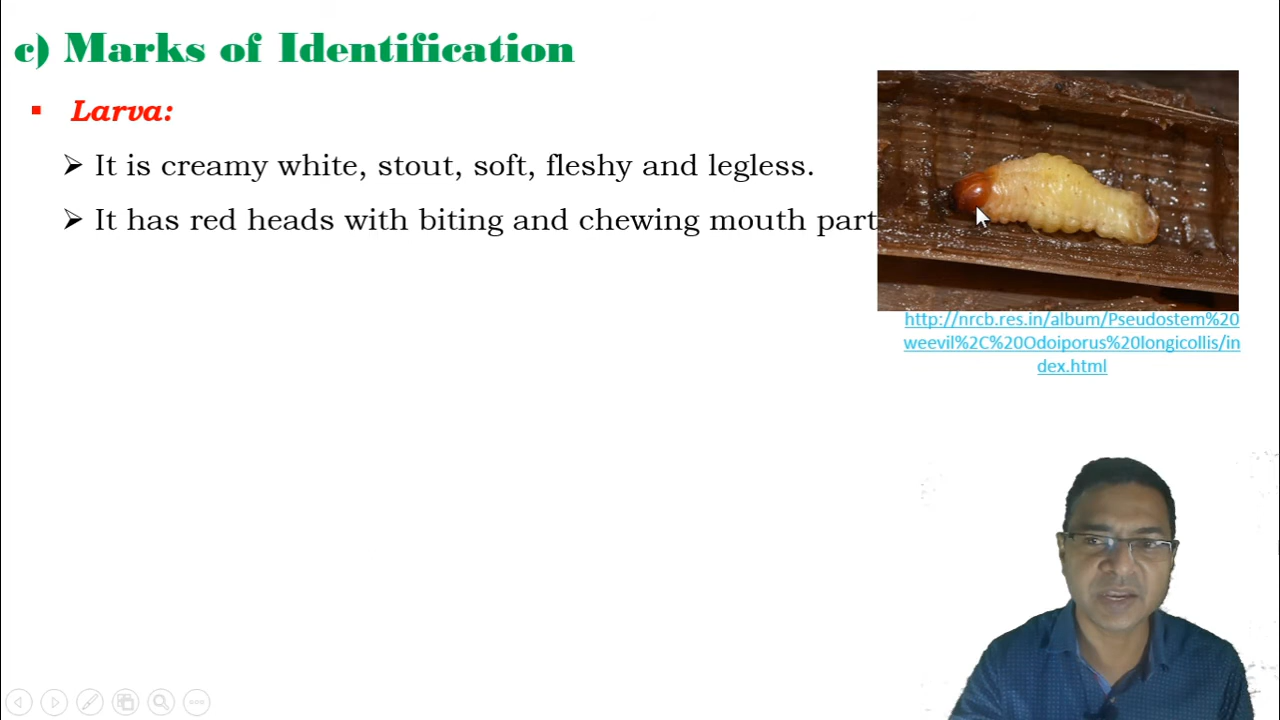 c) Marks of Identification
Larva:
It is creamy white, stout, soft, fleshy and legless.
It has red heads with biting and chewing mouth part
http://nrcb.res.in/album/Pseudostem%20
weevil%2C%20Odoiporus%20longicollis/in
dex.html